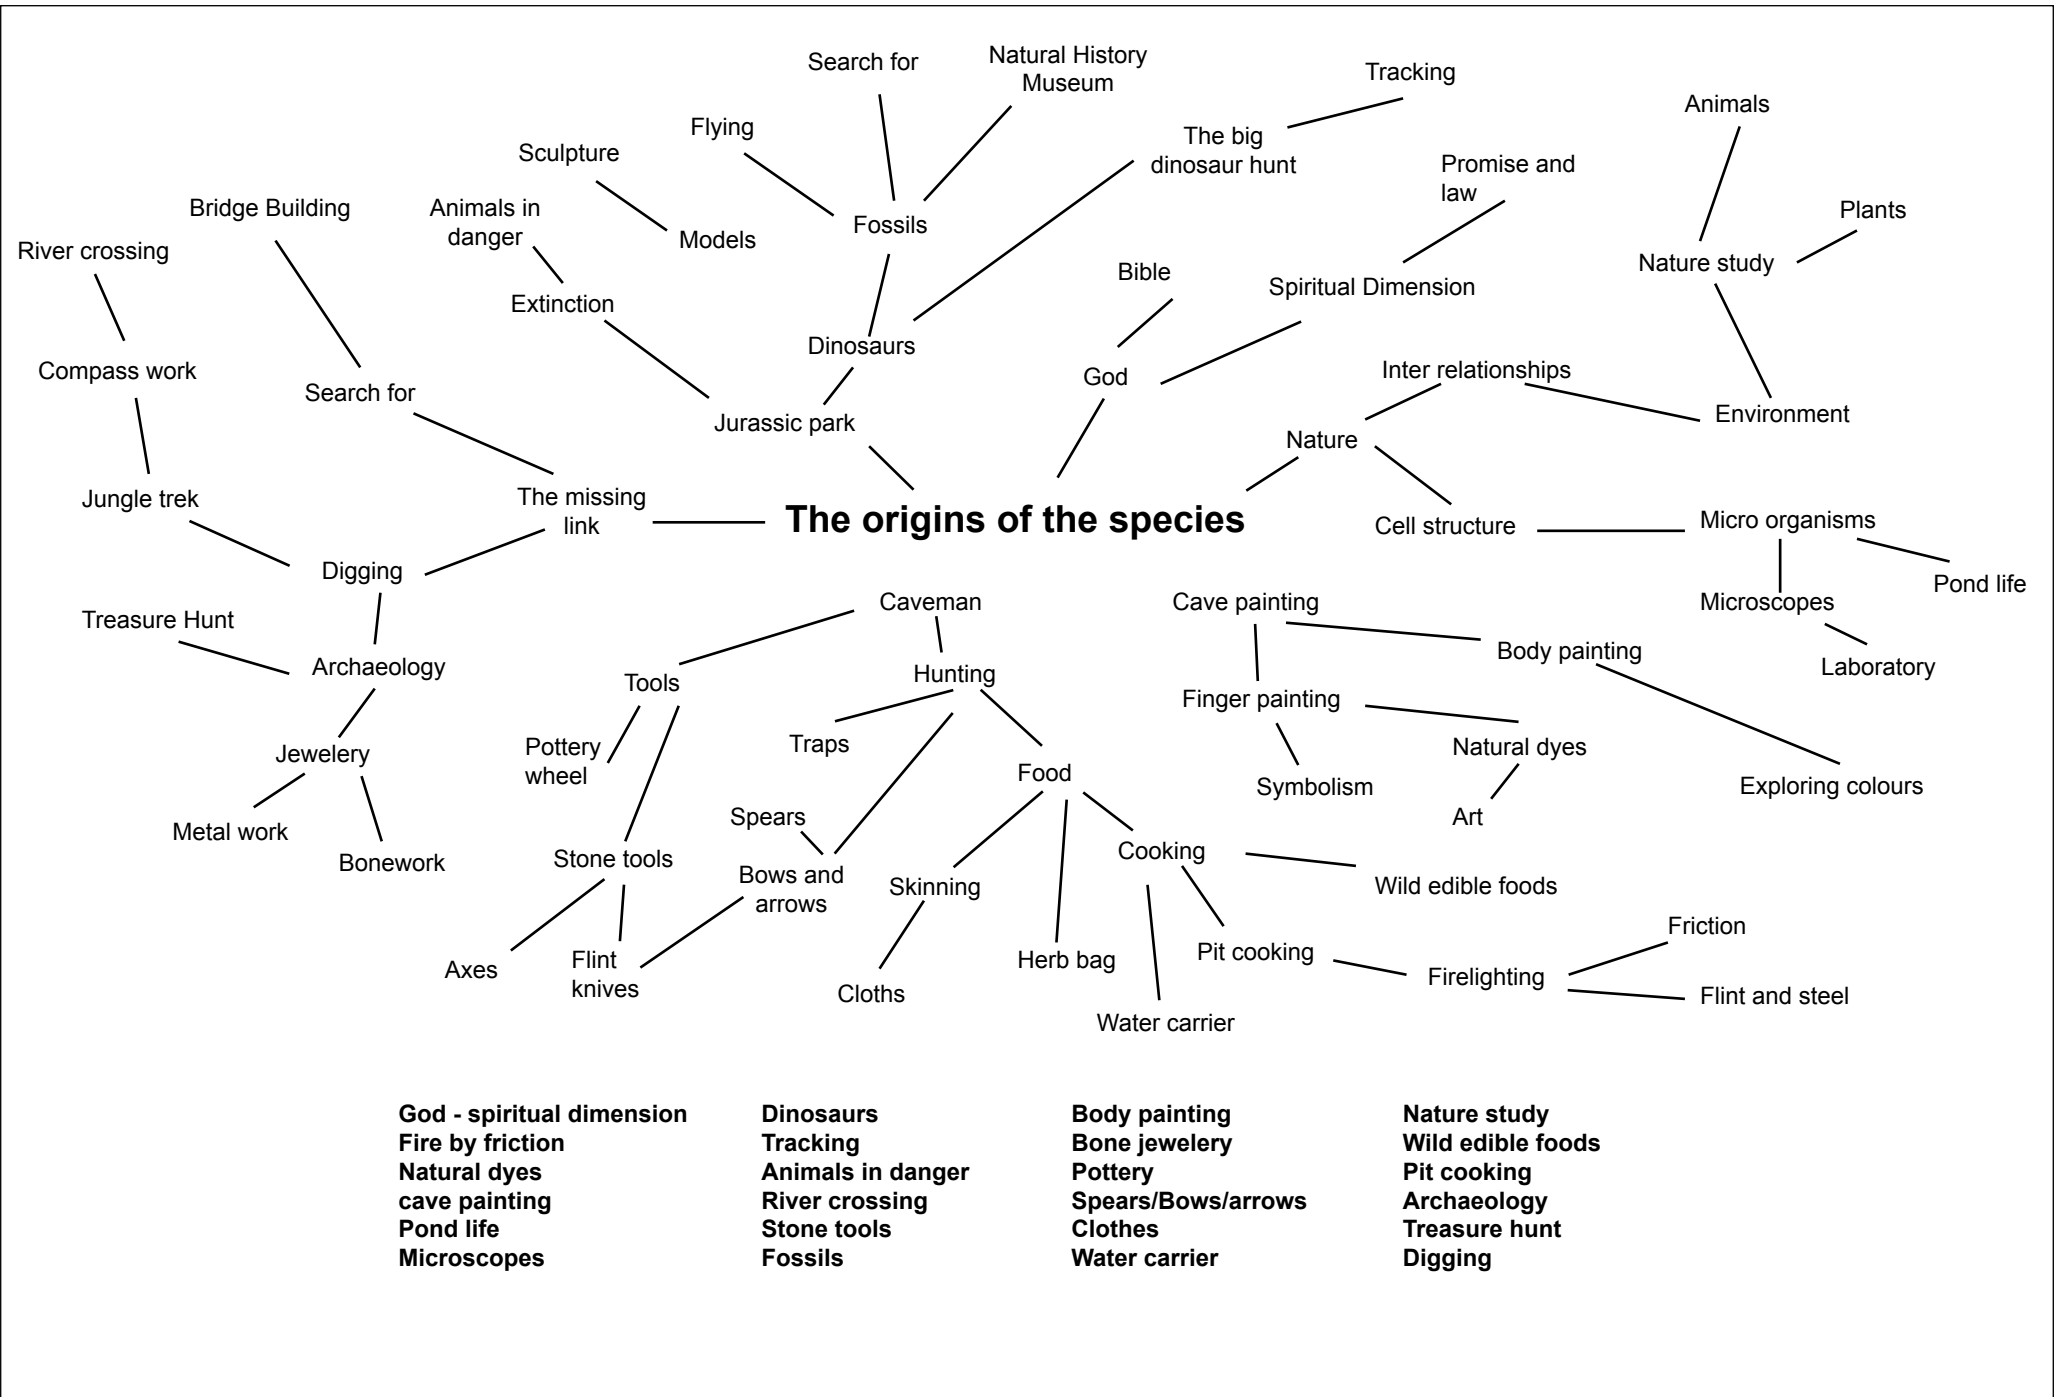 Search for
Natural History
Museum
Tracking
Animals
Flying
The big
dinosaur hunt
Sculpture
Promise and
law
Bridge Building
Animals in
danger
Plants
Fossils
Models
River crossing
Nature study
Bible
Spiritual Dimension
Extinction
Dinosaurs
Compass work
Inter relationships
God
Search for
Environment
Jurassic park
Nature
Jungle trek
The missing
link
The origins of the species
Cell structure
Micro organisms
Digging
Pond life
Treasure Hunt
Caveman
Cave painting
Microscopes
Body painting
Archaeology
Laboratory
Tools
Hunting
Finger painting
Jewelery
Pottery
wheel
Traps
Natural dyes
Food
Symbolism
Exploring colours
Metal work
Spears
Art
Bonework
Stone tools
Cooking
Bows and
arrows
Skinning
Wild edible foods
Friction
Axes
Flint
knives
Herb bag
Pit cooking
Firelighting
Cloths
Flint and steel
Water carrier
God - spiritual dimension
Fire by friction
Natural dyes
cave painting
Pond life
Microscopes
Dinosaurs
Tracking
Animals in danger
River crossing
Stone tools
Fossils
Body painting
Bone jewelery
Pottery
Spears/Bows/arrows
Clothes
Water carrier
Nature study
Wild edible foods
Pit cooking
Archaeology
Treasure hunt
Digging